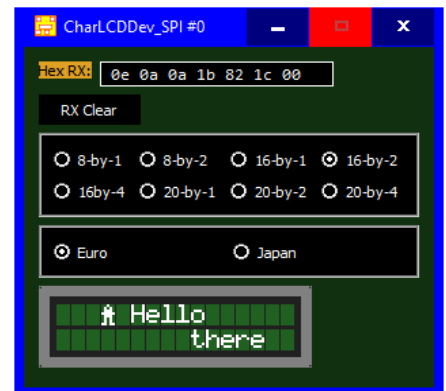 CharLCDDev_SPI #0
Hex RX: 0e 0a 0a 1b 82 1c 00
RX Clear
8-by-1 8-by-2 16-by-1 16-by-2
16by-4 20-by-1 20-by-2 20-by-4
Euro Japan
Hello
there